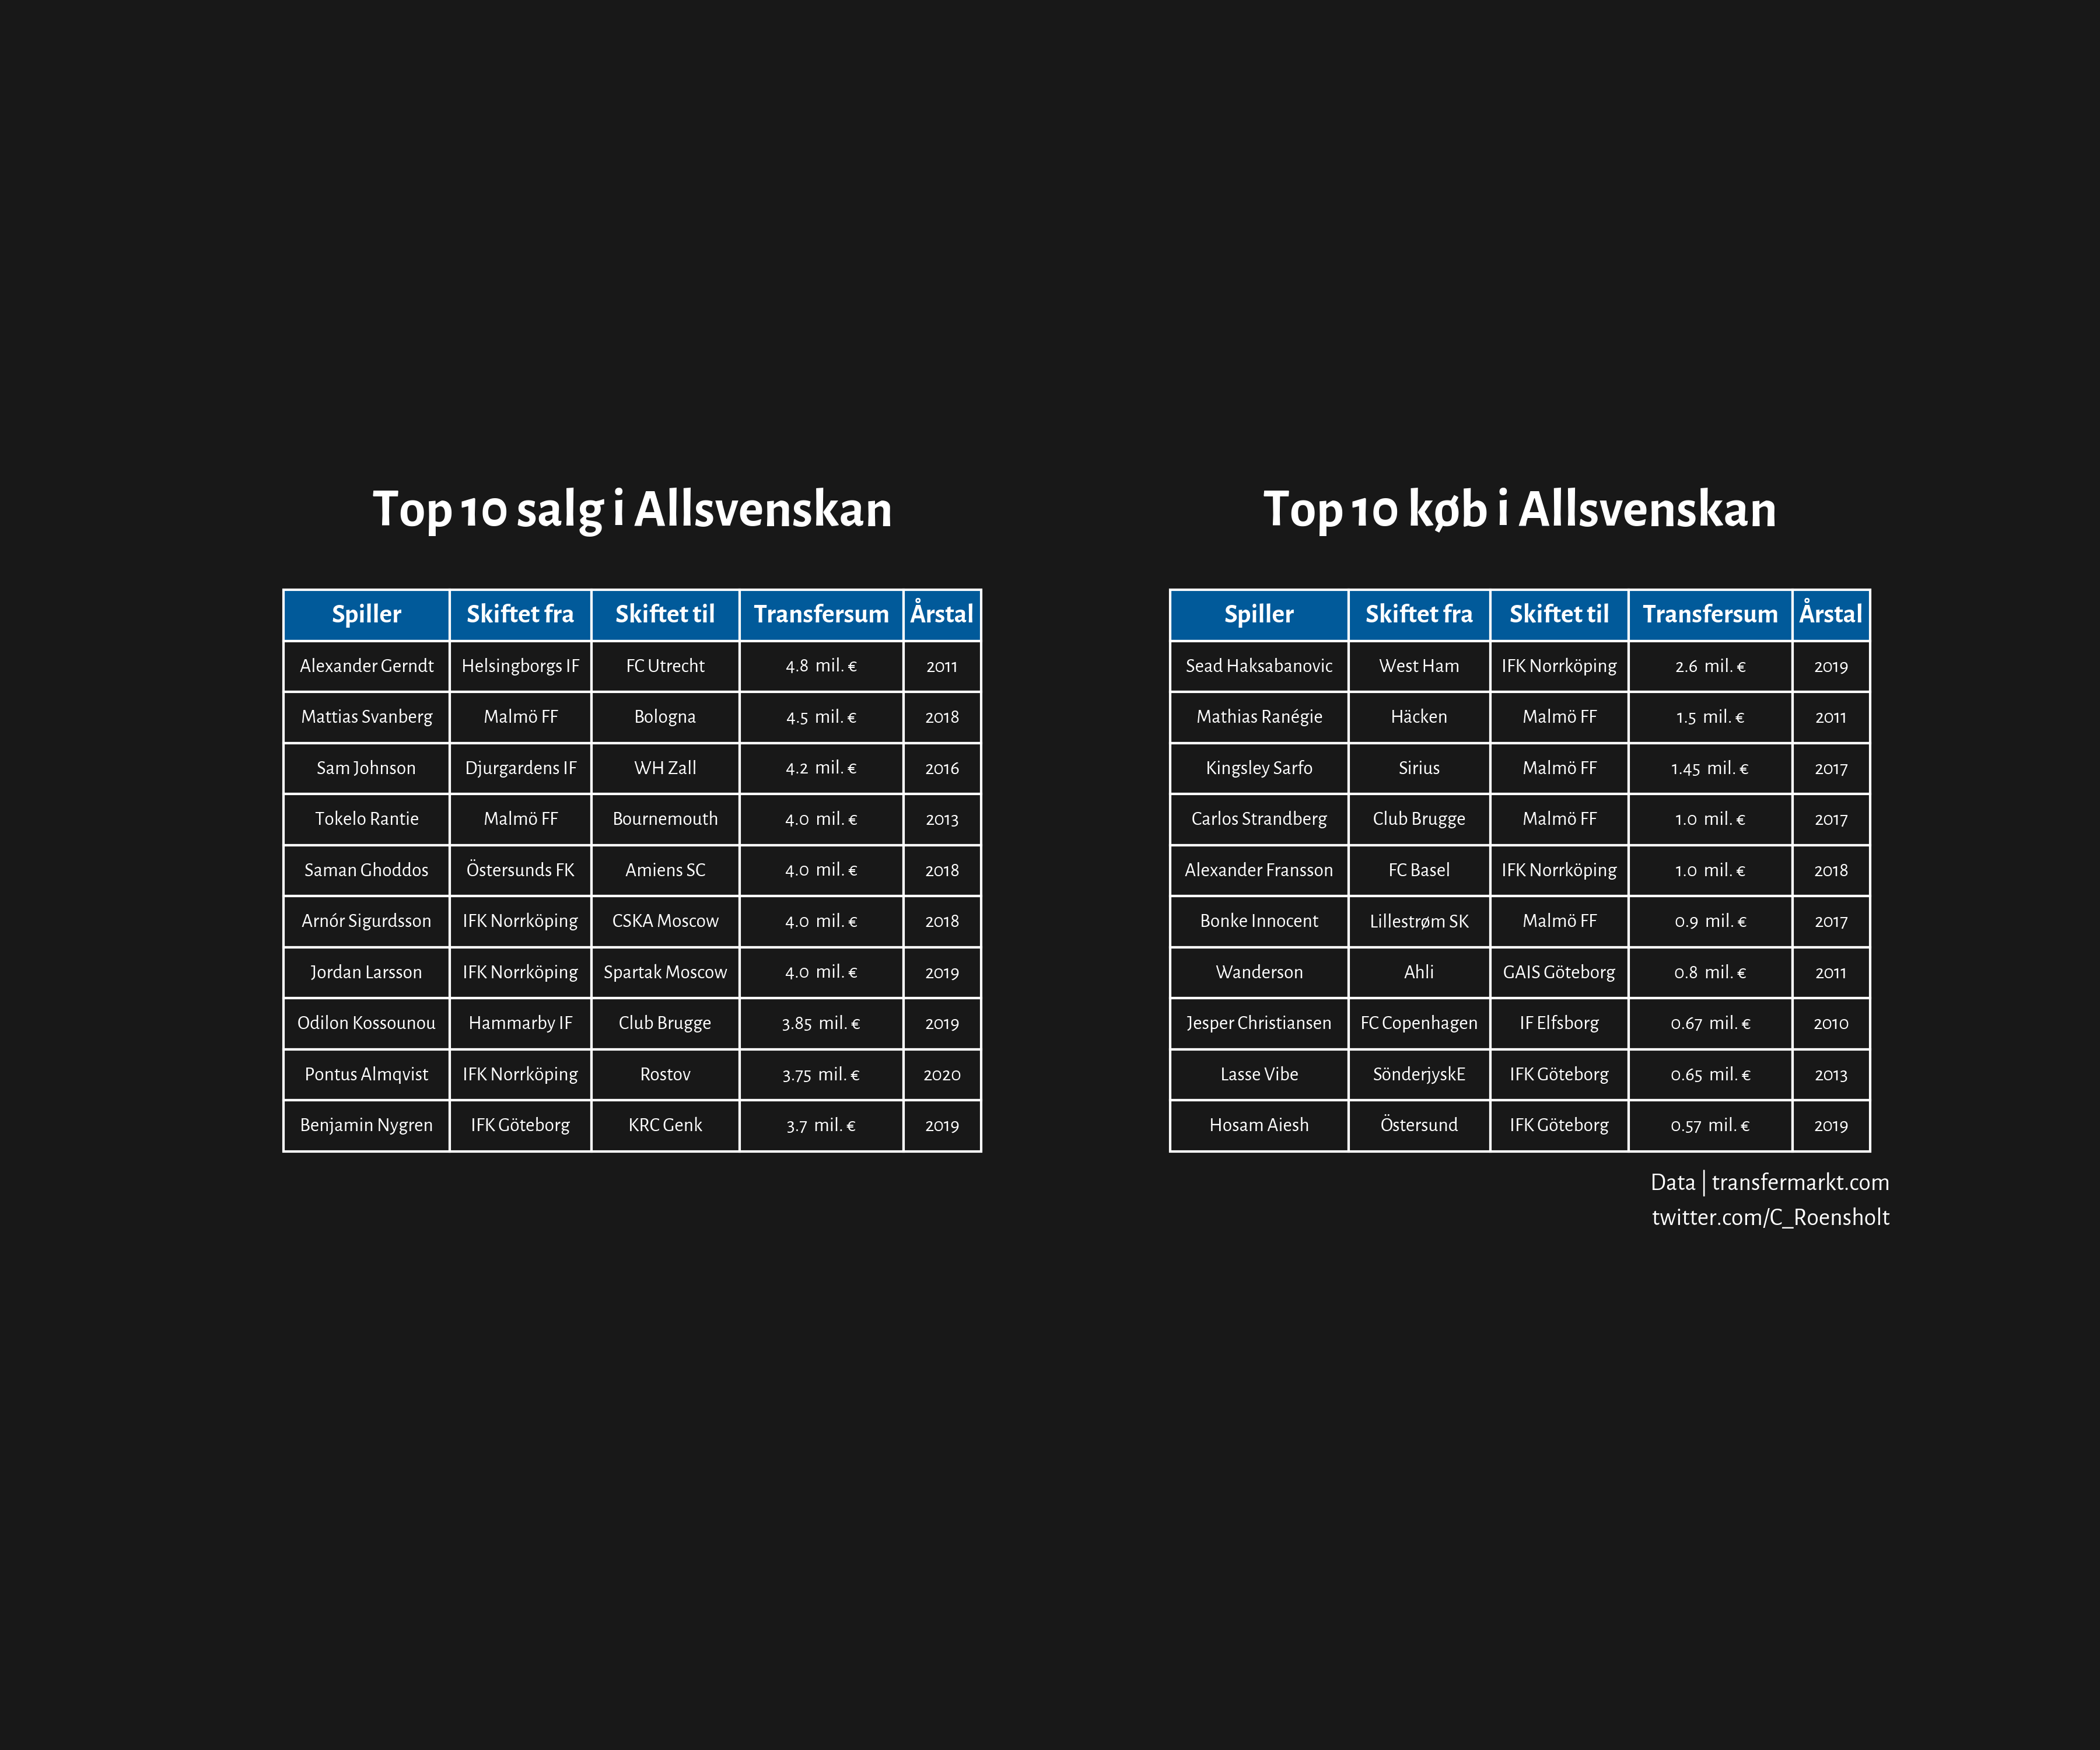 Top 10 salg i Allsvenskan
Spiller Skiftet fra Skiftet til Transfersum Årstal
Alexander Gerndt Helsingborgs IF FC Utrecht 4.8 mil. € 2011
Mattias Svanberg Malmö FF Bologna 4.5 mil. € 2018
Sam Johnson Djurgardens IF WH Zall 4.2 mil. € 2016
Tokelo Rantie Malmö FF Bournemouth 4.0 mil. € 2013
Saman Ghoddos Östersunds FK Amiens SC 4.0 mil. € 2018
Arnór Sigurdsson IFK Norrköping CSKA Moscow 4.0 mil. € 2018
Jordan Larsson IFK Norrköping Spartak Moscow 4.0 mil. € 2019
Odilon Kossounou Hammarby IF Club Brugge 3.85 mil. € 2019
Pontus Almqvist IFK Norrköping Rostov 3.75 mil. € 2020
Benjamin Nygren IFK Göteborg KRC Genk 3.7 mil. € 2019
Top 10 køb i Allsvenskan
Spiller Skiftet fra Skiftet til Transfersum Årstal
Sead Haksabanovic West Ham IFK Norrköping 2.6 mil. € 2019
Mathias Ranégie Häcken Malmö FF 1.5 mil. € 2011
Kingsley Sarfo Sirius Malmö FF 1.45 mil. € 2017
Carlos Strandberg Club Brugge Malmö FF 1.0 mil. € 2017
Alexander Fransson FC Basel IFK Norrköping 1.0 mil. € 2018
Bonke Innocent Lillestrøm SK Malmö FF 0.9 mil. € 2017
Wanderson Ahli GAIS Göteborg 0.8 mil. € 2011
Jesper Christiansen FC Copenhagen IF Elfsborg 0.67 mil. € 2010
Lasse Vibe SönderjyskE IFK Göteborg 0.65 mil. € 2013
Hosam Aiesh Östersund IFK Göteborg 0.57 mil. € 2019
Data | transfermarkt.com
twitter.com/C_Roensholt